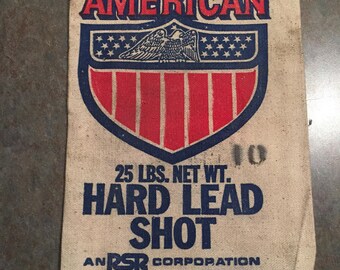 AMERICAN
10
25 LBS. NET WT.
HARD LEAD
SHOT
AN RSR CORPORATION